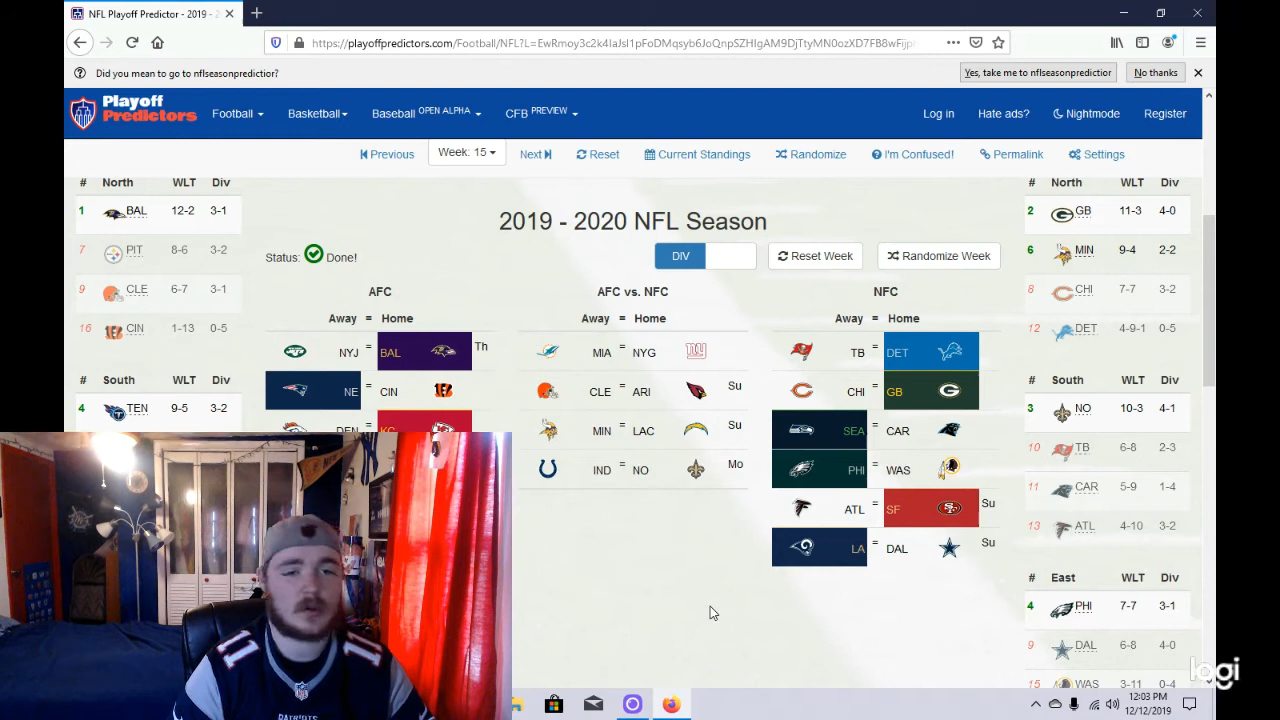 NFL Playoff Predictor - 2019 - 2
https://playoffpredictors.com/Football/NFL?L=EwRmoy3c2k4IaJsl1pFoDMqsyb6JoQnpSZHIgAM9DjTtyMN0ozXD7FB8wFijpl
Did you mean to go to nflseasonpredictior?
Yes, take me to nflseasonpredictior
No thanks
Playoff Predictors
Football
Basketball
Baseball OPEN ALPHA
CFB PREVIEW
Log in
Hate ads?
Nightmode
Register
Previous
Week: 15
Next
Reset
Current Standings
Randomize
I'm Confused!
Permalink
Settings
# North WLT Div
1 BAL 12-2 3-1
7 PIT 8-6 3-2
9 CLE 6-7 3-1
16 CIN 1-13 0-5
# South WLT Div
4 TEN 9-5 3-2
2019 - 2020 NFL Season
Status: Done!
DIV
Reset Week
Randomize Week
AFC
Away = Home
NYJ = BAL Th
NE = CIN
DEN = KC
AFC vs. NFC
Away = Home
MIA = NYG
CLE = ARI Su
MIN = LAC Su
IND = NO Mo
NFC
Away = Home
TB = DET
CHI = GB
SEA = CAR
PHI = WAS
ATL = SF Su
LA = DAL Su
# North WLT Div
2 GB 11-3 4-0
6 MIN 9-4 2-2
8 CHI 7-7 3-2
12 DET 4-9-1 0-5
# South WLT Div
3 NO 10-3 4-1
10 TB 6-8 2-3
11 CAR 5-9 1-4
13 ATL 4-10 3-2
# East WLT Div
4 PHI 7-7 3-1
9 DAL 6-8 4-0
15 WAS 3-11 0-4
11 11
PATRIOTS
logi
12:03 PM
12/12/2019